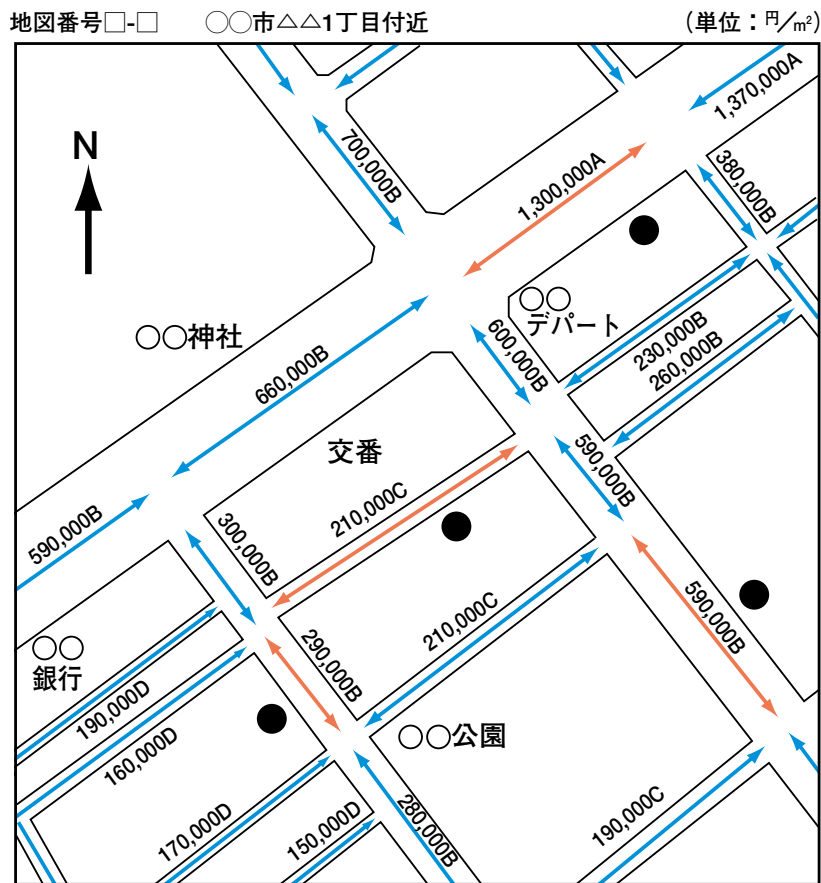 地図番号□-□ ○○市△△1丁目付近 (単位：円/㎡)
1,370,000A
N
700,000B
1,300,000A
380,000B
○○神社
○○
デパート
600,000B
230,000B
260,000B
660,000B
交番
590,000B
590,000B
210,000C
300,000B
590,000B
210,000C
290,000B
○○
銀行
190,000D
160,000D
○○公園
170,000D
150,000D
280,000B
190,000C